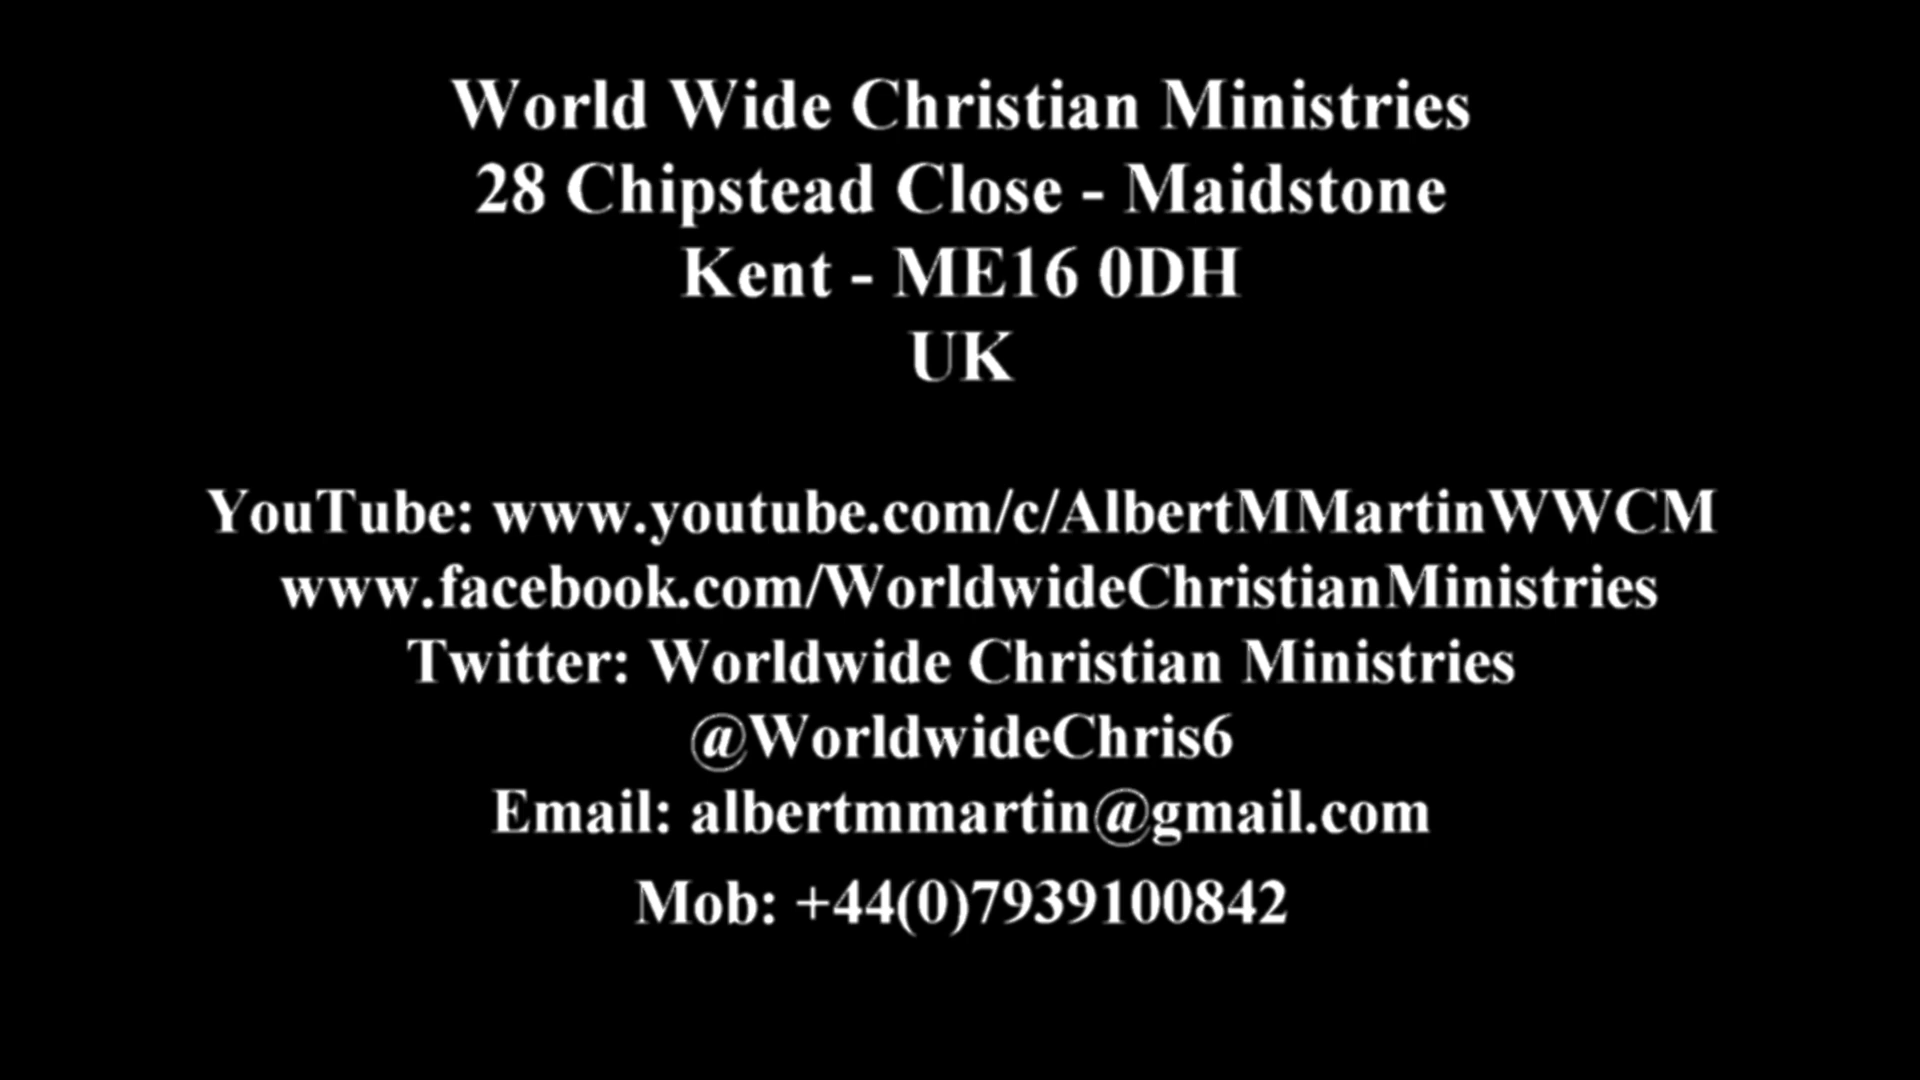 World Wide Christian Ministries
28 Chipstead Close - Maidstone
Kent - ME16 0DH
UK
YouTube: www.youtube.com/c/AlbertMMartinWWCM
www.facebook.com/WorldwideChristianMinistries
Twitter: Worldwide Christian Ministries
@WorldwideChris6
Email: albertmmartin@gmail.com
Mob: +44(0)7939100842